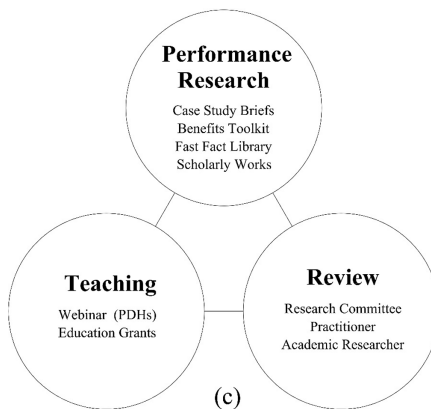 Performance
Research
Case Study Briefs
Benefits Toolkit
Fast Fact Library
Scholarly Works
Teaching
Webinar (PDHs)
Education Grants
Review
Research Committee
Practitioner
Academic Researcher
(c)